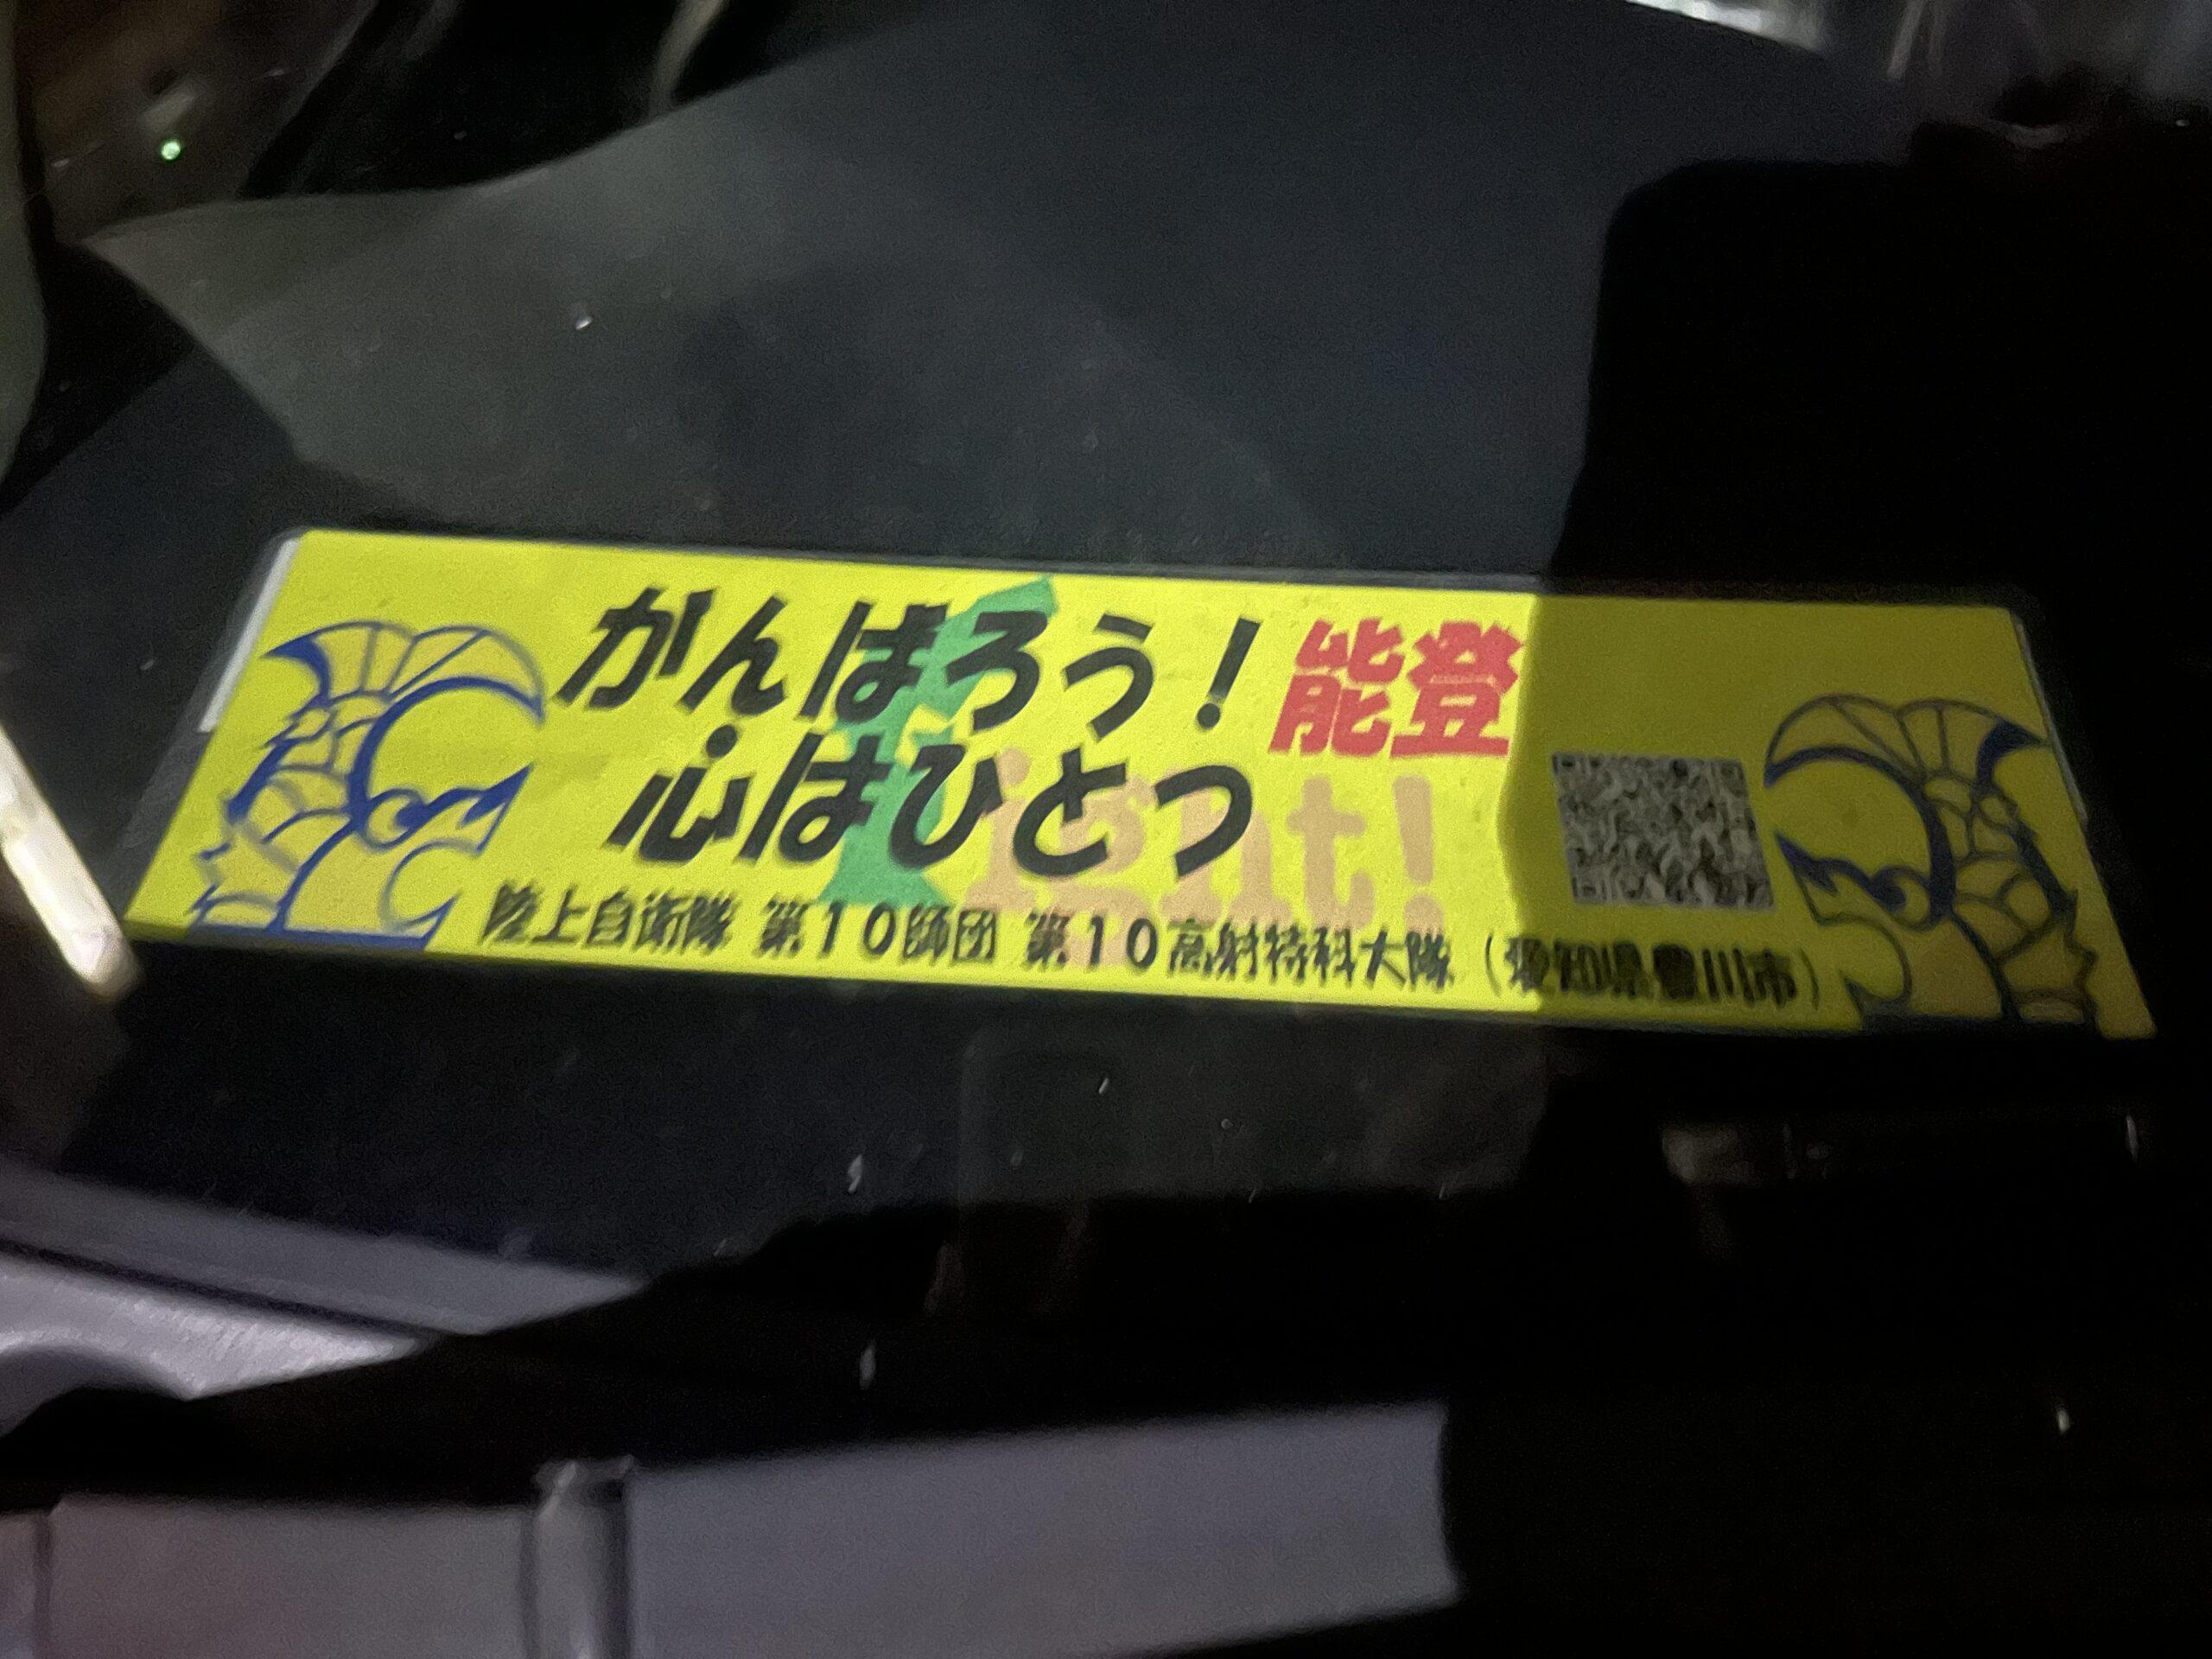 がんばろう！能登
心はひとつ
ight!
陸上自衛隊 第１０師団 第１０高射特科大隊（愛知県豊川市）